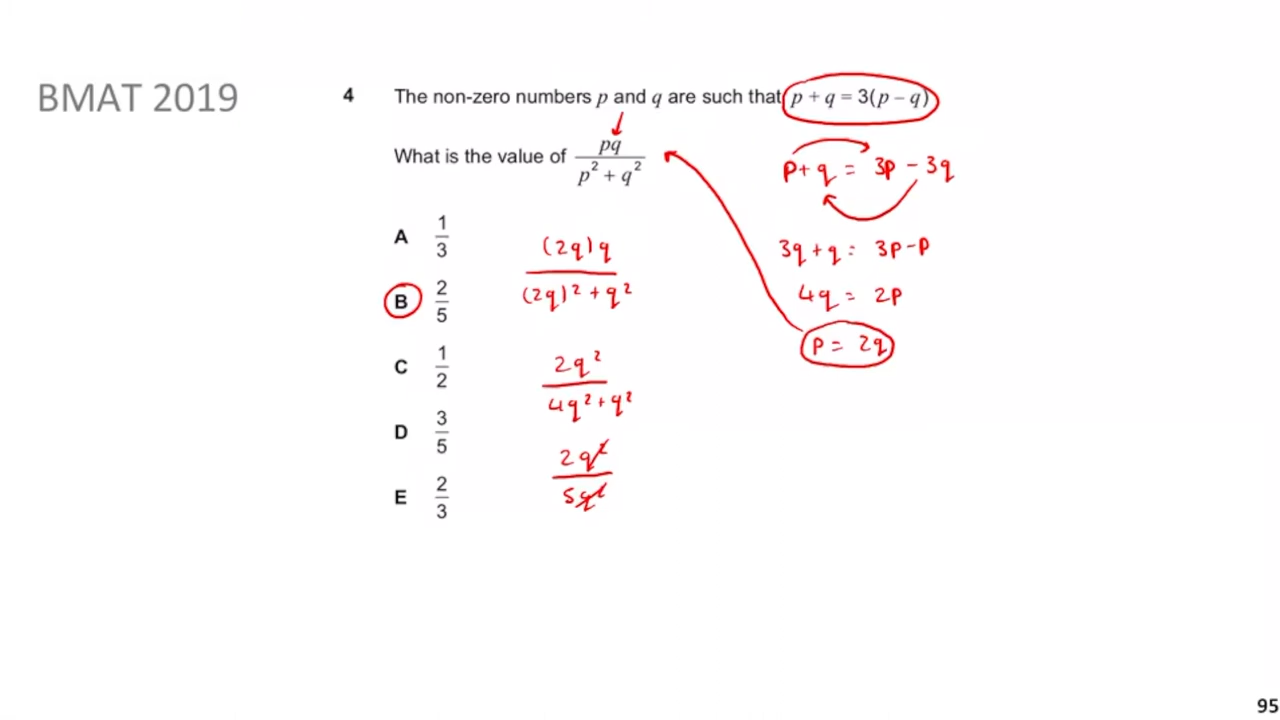 BMAT 2019
4 The non-zero numbers p and q are such that p + q = 3(p – q)
What is the value of pq / p² + q²
p + q = 3p - 3q
3q + q = 3p - p
4q = 2p
p = 2q
A 1/3
B 2/5
C 1/2
D 3/5
E 2/3
(2q)q / (2q)² + q²
2q² / 4q² + q²
2q² / 5q²
95